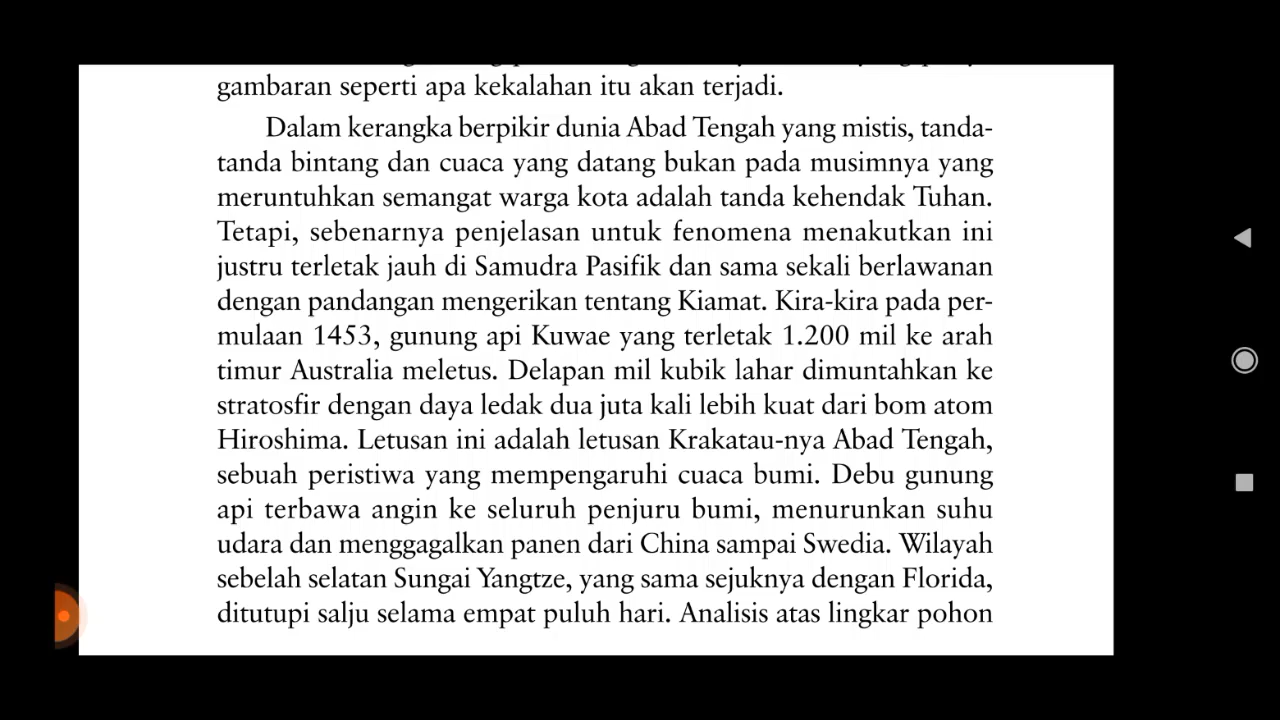 gambaran seperti apa kekalahan itu akan terjadi.
Dalam kerangka berpikir dunia Abad Tengah yang mistis, tanda-
tanda bintang dan cuaca yang datang bukan pada musimnya yang
meruntuhkan semangat warga kota adalah tanda kehendak Tuhan.
Tetapi, sebenarnya penjelasan untuk fenomena menakutkan ini
justru terletak jauh di Samudra Pasifik dan sama sekali berlawanan
dengan pandangan mengerikan tentang Kiamat. Kira-kira pada per-
mulaan 1453, gunung api Kuwae yang terletak 1.200 mil ke arah
timur Australia meletus. Delapan mil kubik lahar dimuntahkan ke
stratosfir dengan daya ledak dua juta kali lebih kuat dari bom atom
Hiroshima. Letusan ini adalah letusan Krakatau-nya Abad Tengah,
sebuah peristiwa yang mempengaruhi cuaca bumi. Debu gunung
api terbawa angin ke seluruh penjuru bumi, menurunkan suhu
udara dan menggagalkan panen dari China sampai Swedia. Wilayah
sebelah selatan Sungai Yangtze, yang sama sejuknya dengan Florida,
ditutupi salju selama empat puluh hari. Analisis atas lingkar pohon